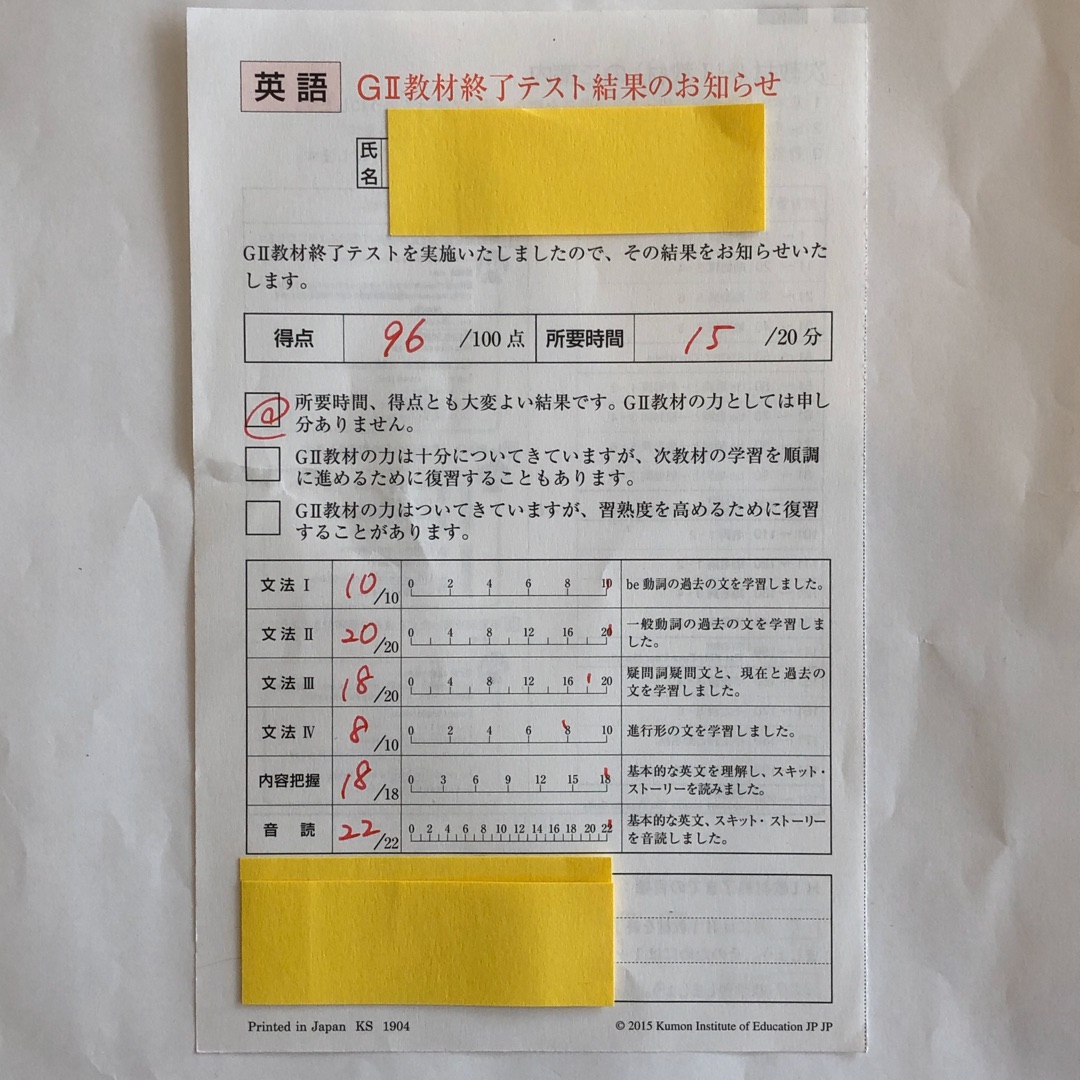 英語 GⅡ教材終了テスト結果のお知らせ
氏名
GⅡ教材終了テストを実施いたしましたので、その結果をお知らせいた
します。
得点 96 /100点 所要時間 15 /20分
所要時間、得点とも大変よい結果です。GⅡ教材の力としては申し
分ありません。
GⅡ教材の力は十分についてきていますが、次教材の学習を順調
に進めるために復習することもあります。
GⅡ教材の力はついてきていますが、習熟度を高めるために復習
することがあります。
文法Ⅰ 10/10 0 2 4 6 8 10 be動詞の過去の文を学習しました。
文法Ⅱ 20/20 0 4 8 12 16 20 一般動詞の過去の文を学習しま
した。
文法Ⅲ 18/20 0 4 8 12 16 20 疑問詞疑問文と、現在と過去の
文を学習しました。
文法Ⅳ 8/10 0 2 4 6 8 10 進行形の文を学習しました。
内容把握 18/18 0 3 6 9 12 15 18 基本的な英文を理解し、スキット・
ストーリーを読みました。
音読 22/22 0 2 4 6 8 10 12 14 16 18 20 22 基本的な英文、スキット・ストーリー
を音読しました。
Printed in Japan KS 1904 © 2015 Kumon Institute of Education JP JP